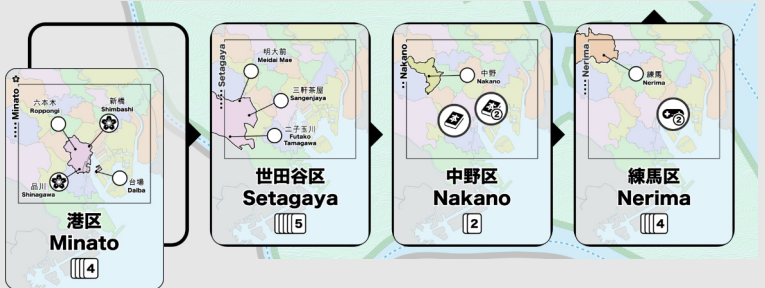 Minato
六本木
Roppongi
新橋
Shimbashi
品川
Shinagawa
台場
Daiba
港区
Minato
4
Setagaya
明大前
Meidai Mae
三軒茶屋
Sangenjaya
二子玉川
Futako
Tamagawa
世田谷区
Setagaya
5
Nakano
中野
Nakano
2
中野区
Nakano
2
Nerima
練馬
Nerima
2
練馬区
Nerima
4